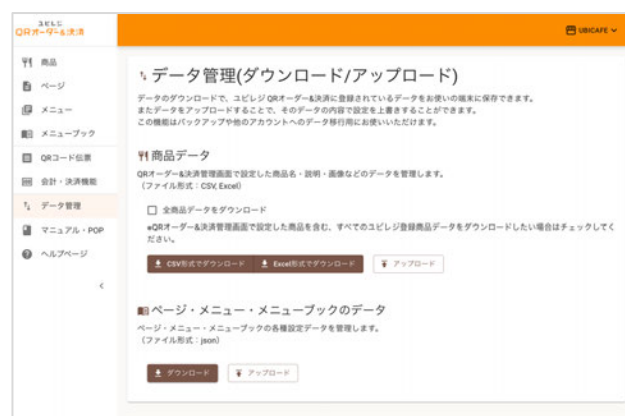 ユビレジ
QRオーダー&決済
UBICAFE
商品
ページ
メニュー
メニューブック
QRコード伝票
会計・決済機能
データ管理
マニュアル・POP
ヘルプページ
データ管理(ダウンロード/アップロード)
データのダウンロードで、ユビレジ QRオーダー&決済に登録されているデータをお使いの端末に保存できます。
またデータをアップロードすることで、そのデータの内容で設定を上書きすることができます。
この機能はバックアップや他のアカウントへのデータ移行用にお使いいただけます。
商品データ
QRオーダー&決済管理画面で設定した商品名・説明・画像などのデータを管理します。
(ファイル形式:CSV, Excel)
全商品データをダウンロード
※QRオーダー&決済管理画面で設定した商品を含む、すべてのユビレジ登録商品データをダウンロードしたい場合はチェックしてく
ださい。
CSV形式でダウンロード Excel形式でダウンロード アップロード
ページ・メニュー・メニューブックのデータ
ページ・メニュー・メニューブックの各種設定データを管理します。
(ファイル形式:json)
ダウンロード アップロード